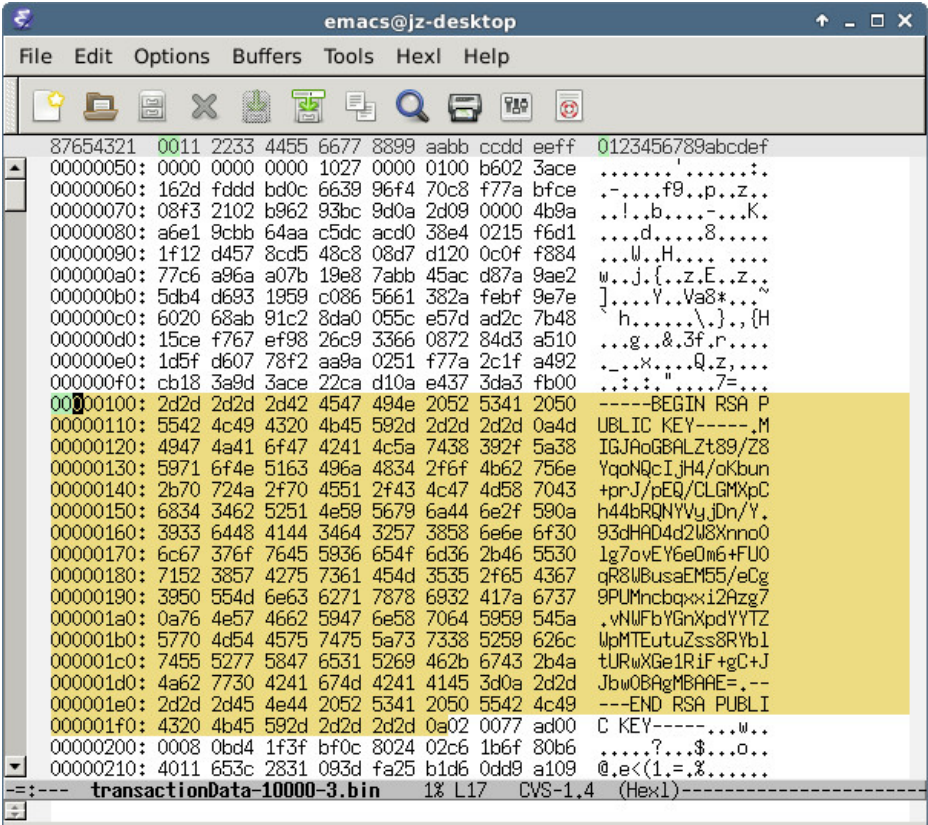 emacs@jz-desktop
File Edit Options Buffers Tools Hexl Help
87654321 0011 2233 4455 6677 8899 aabb ccdd eeff 0123456789abcdef
00000050: 0000 0000 0000 1027 0000 0100 b602 3ace .......'......:.
00000060: 162d fddd bd0c 6639 96f4 70c8 f77a bfce .-....f9..p..z..
00000070: 08f3 2102 b962 93bc 9d0a 2d09 0000 4b9a ..!..b....-...K.
00000080: a6e1 9cbb 64aa c5dc acd0 38e4 0215 f6d1 ....d.....8.....
00000090: 1f12 d457 8cd5 48c8 08d7 d120 0c0f f884 ...W..H.... ....
000000a0: 77c6 a96a a07b 19e8 7abb 45ac d87a 9ae2 w..j.{..z.E..z..
000000b0: 5db4 d693 1959 c086 5661 382a febf 9e7e ]....Y..Va8*...~
000000c0: 6020 68ab 91c2 8da0 055c e57d ad2c 7b48 ` h......\.}.,{H
000000d0: 15ce f767 ef98 26c9 3366 0872 84d3 a510 ...g..&.3f.r....
000000e0: 1d5f d607 78f2 aa9a 0251 f77a 2c1f a492 ._..x....Q.z,...
000000f0: cb18 3a9d 3ace 22ca d10a e437 3da3 fb00 ..:.:."....7=...
00000100: 2d2d 2d2d 2d42 4547 494e 2052 5341 2050 -----BEGIN RSA P
00000110: 5542 4c49 4320 4b45 592d 2d2d 2d2d 0a4d UBLIC KEY-----.M
00000120: 4947 4a41 6f47 4241 4c5a 7438 392f 5a38 IGJAoGBALZt89/Z8
00000130: 5971 6f4e 5163 496a 4834 2f6f 4b62 756e YqoNQcIjH4/oKbun
00000140: 2b70 724a 2f70 4551 2f43 4c47 4d58 7043 +prJ/pEQ/CLGMXpC
00000150: 6834 3462 5251 4e59 5679 6a44 6e2f 590a h44bRQNYVyjDn/Y.
00000160: 3933 6448 4144 3464 3257 3858 6e6e 6f30 93dHAD4d2W8Xnno0
00000170: 6c67 376f 7645 5936 654f 6d36 2b46 5530 lg7ovEY6eOm6+FU0
00000180: 7152 3857 4275 7361 454d 3535 2f65 4367 qR8WBusaEM55/eCg
00000190: 3950 554d 6e63 6271 7878 6932 417a 6737 9PUMncbqxxi2Azg7
000001a0: 0a76 4e57 4662 5947 6e58 7064 5959 545a .vNWFbYGnXpdYYTZ
000001b0: 5770 4d54 4575 7475 5a73 7338 5259 626c WpMTEutuZss8RYbl
000001c0: 7455 5277 5847 6531 5269 462b 6743 2b4a tURwXGe1RiF+gC+J
000001d0: 4a62 7730 4241 674d 4241 4145 3d0a 2d2d Jbw0BAgMBAAE=.--
000001e0: 2d2d 2d45 4e44 2052 5341 2050 5542 4c49 ---END RSA PUBLI
000001f0: 4320 4b45 592d 2d2d 2d2d 0a02 0077 ad00 C KEY-----...w..
00000200: 0008 0bd4 1f3f bf0c 8024 02c6 1b6f 80b6 .....?...$...o..
00000210: 4011 653c 2831 093d fa25 b1d6 0dd9 a109 @.e<(1.=.%......
-=:--- transactionData-10000-3.bin 1% L17 CVS-1.4 (Hexl)------------------------